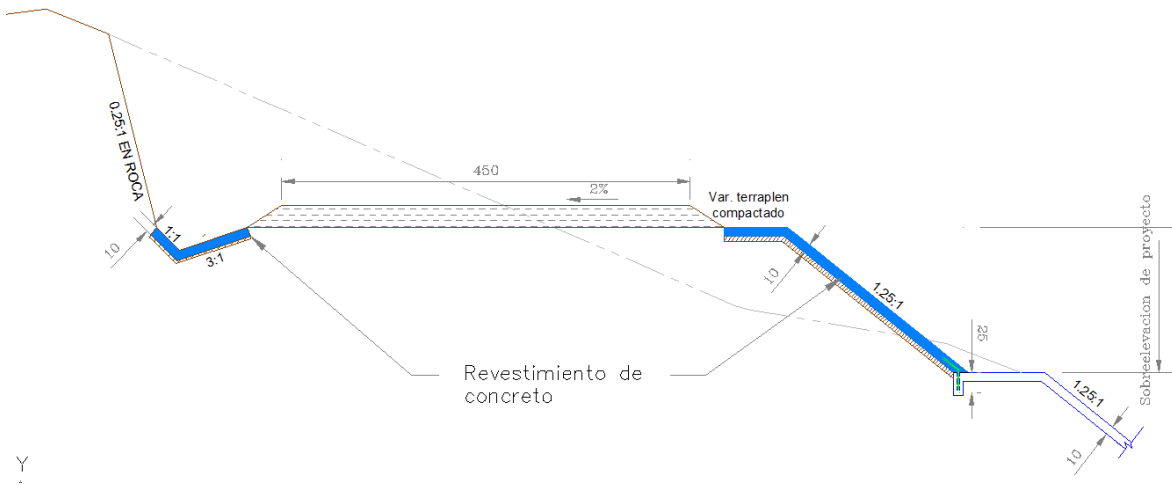 0.25:1 EN ROCA
450
2%
Var. terraplen
compactado
10
1:1
3:1
10
1.25:1
25
Sobrelevacion de proyecto
Revestimiento de
concreto
1.25:1
10
Y